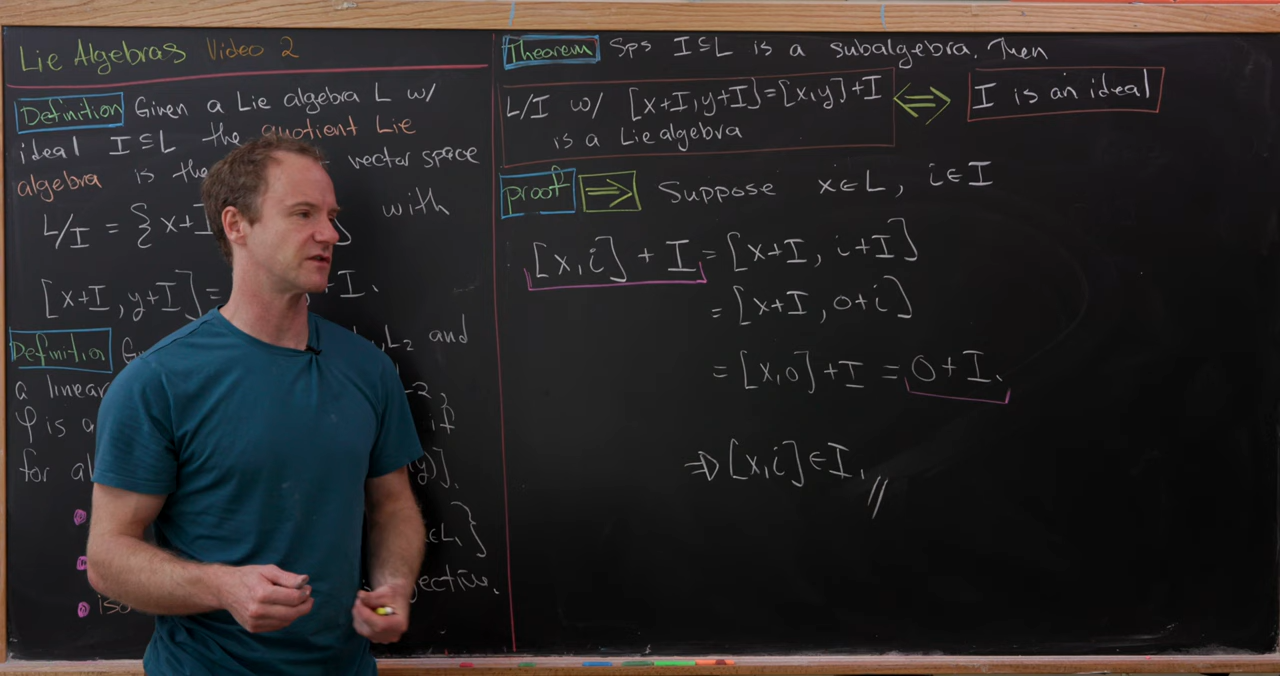 Lie Algebras Video 2
Definition Given a Lie algebra L w/
ideal I ⊆ L the quotient Lie
algebra is the vector space
L/I = { x+I with
[x+I, y+I] = +I.
Definition L₂ and
a linear
φ is a if
for al y)].
∈L₁}
iso jective.
Theorem Sps I⊆L is a subalgebra. Then
L/I w/ [x+I, y+I]=[x,y]+I ⟺ I is an ideal
is a Lie algebra
proof ⟹ Suppose x∈L, i∈I
[x,i] + I = [x+I, i+I]
= [x+I, 0+i]
= [x,0]+I = 0+I.
⇒ [x,i]∈I. //